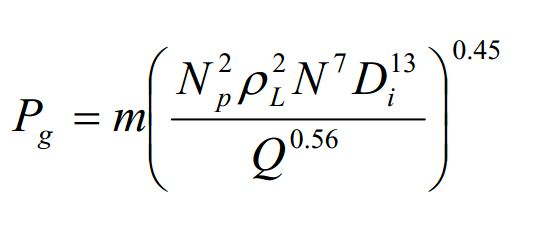 P_g = m(N_p^2 ρ_L^2 N^7 D_i^13 / Q^0.56)^0.45